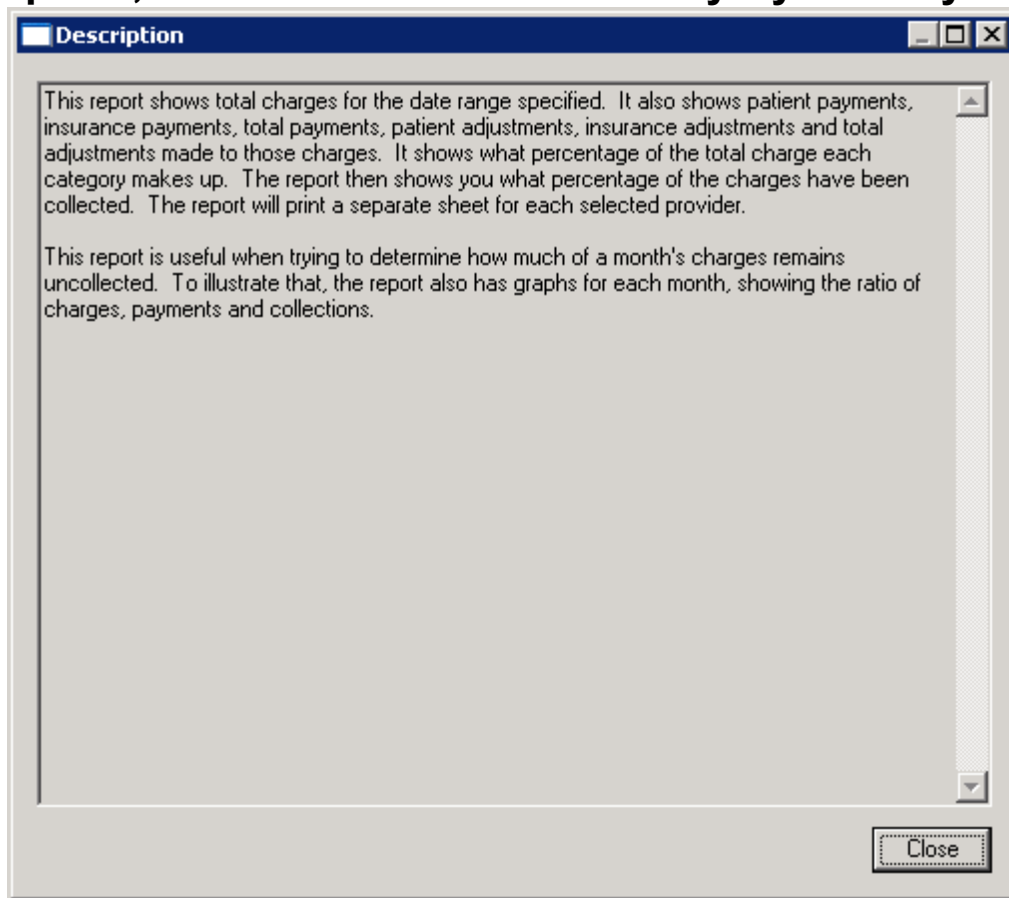 Description
This report shows total charges for the date range specified.  It also shows patient payments,
insurance payments, total payments, patient adjustments, insurance adjustments and total
adjustments made to those charges.  It shows what percentage of the total charge each
category makes up.  The report then shows you what percentage of the charges have been
collected.  The report will print a separate sheet for each selected provider.
This report is useful when trying to determine how much of a month's charges remains
uncollected.  To illustrate that, the report also has graphs for each month, showing the ratio of
charges, payments and collections.
Close